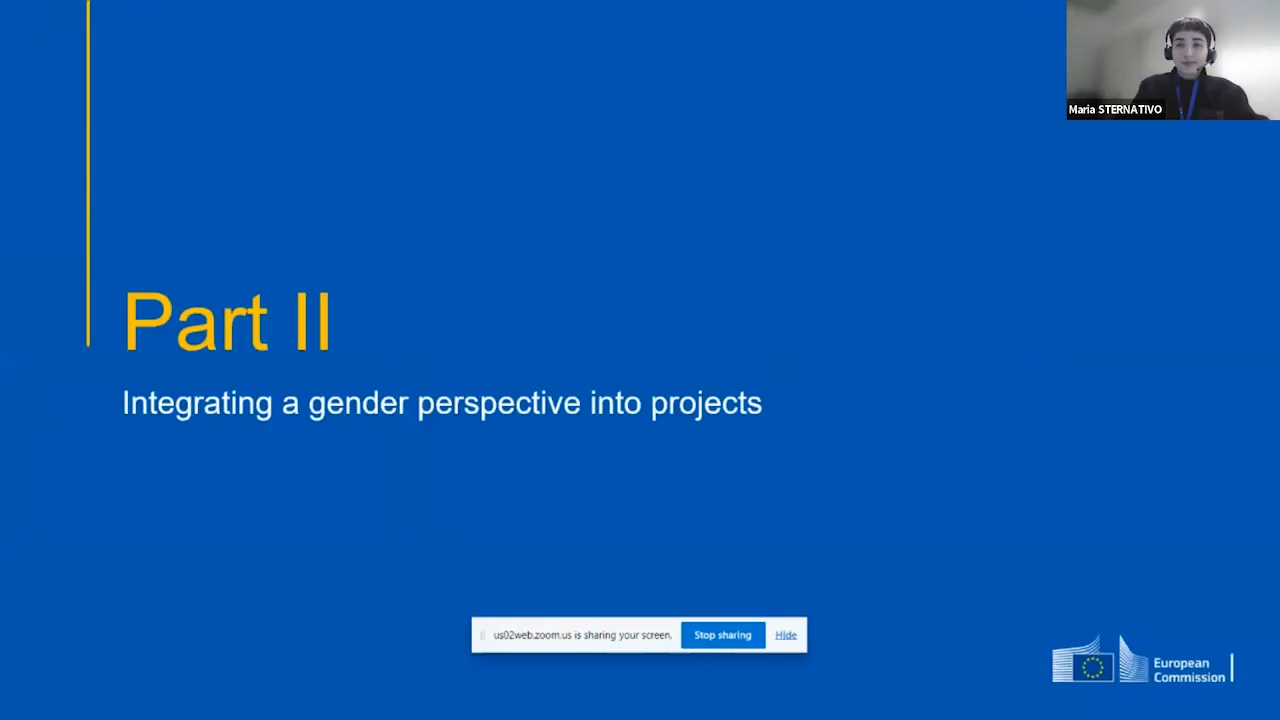 Maria STERNATIVO
Part II
Integrating a gender perspective into projects
us02web.zoom.us is sharing your screen. Stop sharing Hide
European
Commission